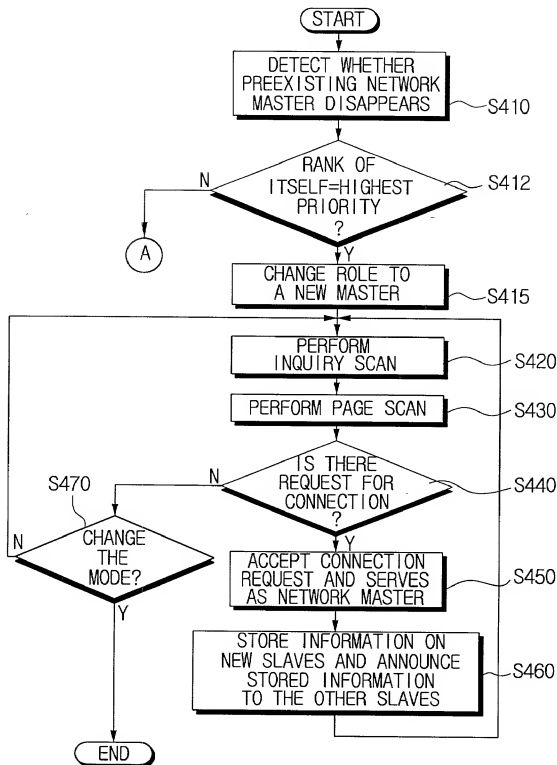 START
DETECT WHETHER
PREEXISTING NETWORK
MASTER DISAPPEARS
S410
RANK OF
ITSELF=HIGHEST
PRIORITY
?
S412
N
A
Y
CHANGE ROLE TO
A NEW MASTER
S415
PERFORM
INQUIRY SCAN
S420
PERFORM PAGE SCAN
S430
IS THERE
REQUEST FOR
CONNECTION
?
S440
N
S470
CHANGE
THE
MODE?
N
Y
Y
ACCEPT CONNECTION
REQUEST AND SERVES
AS NETWORK MASTER
S450
STORE INFORMATION ON
NEW SLAVES AND ANNOUNCE
STORED INFORMATION
TO THE OTHER SLAVES
S460
END